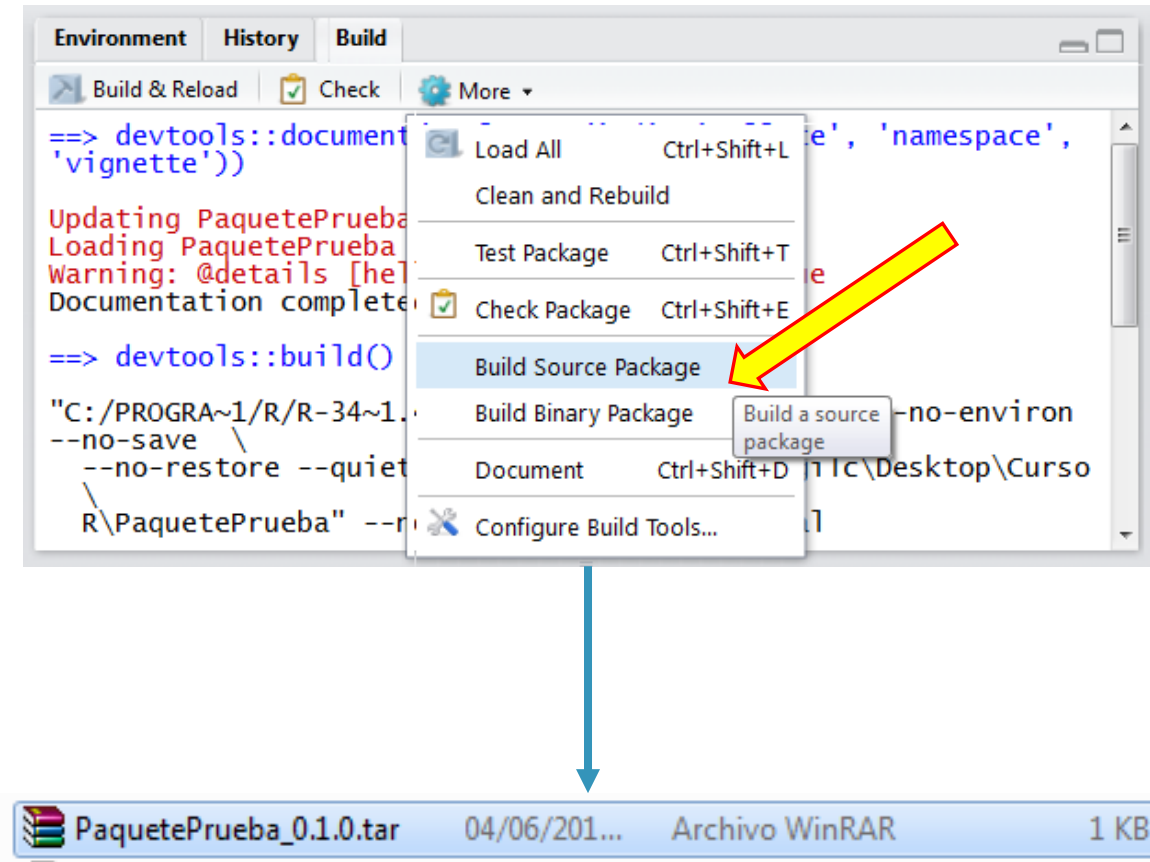 Environment History Build
Build & Reload Check More
==> devtools::document 'namespace',
'vignette'))
Updating PaquetePrueba
Loading PaquetePrueba
Warning: @details
Documentation
==> devtools::build()
"C:/PROGRA~1/R/R-34~1. --no-environ
--no-save \
--no-restore --quiet \Desktop\Curso
\
R\PaquetePrueba"
Load All Ctrl+Shift+L
Clean and Rebuild
Test Package Ctrl+Shift+T
Check Package Ctrl+Shift+E
Build Source Package
Build Binary Package
Build a source
package
Document Ctrl+Shift+D
Configure Build Tools...
PaquetePrueba_0.1.0.tar 04/06/201... Archivo WinRAR 1 KB